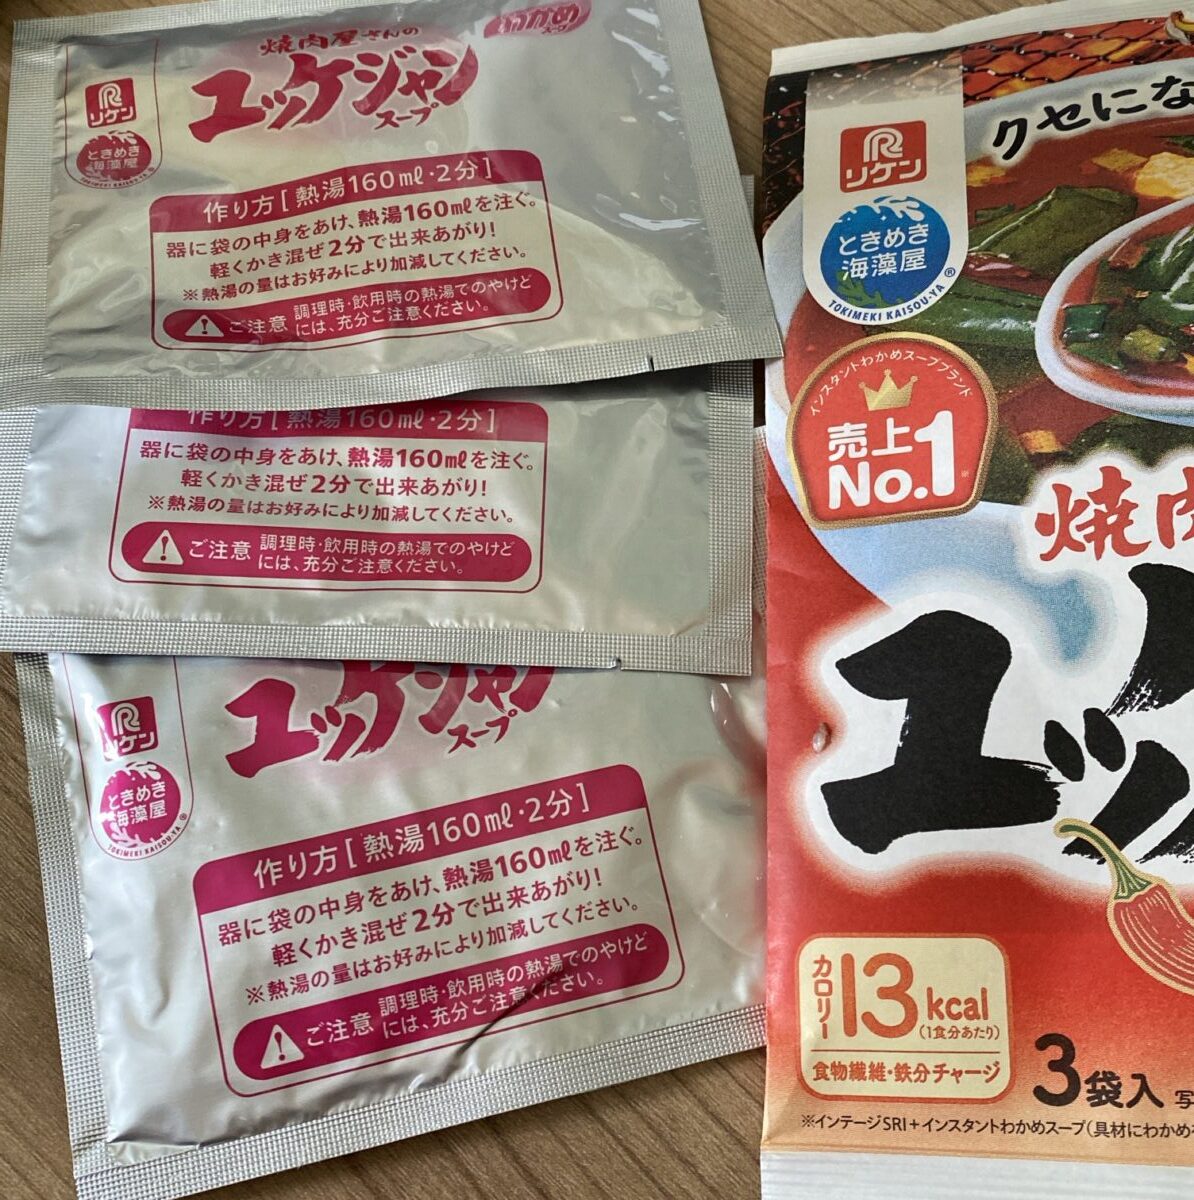 わかめ
スープ
焼肉屋さんの
ユッケジャン
スープ
リケン
ときめき
海藻屋
作り方[熱湯160mℓ・2分]
器に袋の中身をあけ、熱湯160mℓを注ぐ。
軽くかき混ぜ2分で出来あがり!
※熱湯の量はお好みにより加減してください。
ご注意 調理時・飲用時の熱湯でのやけど
には、充分ご注意ください。
作り方[熱湯160mℓ・2分]
器に袋の中身をあけ、熱湯160mℓを注ぐ。
軽くかき混ぜ2分で出来あがり!
※熱湯の量はお好みにより加減してください。
ご注意 調理時・飲用時の熱湯でのやけど
には、充分ご注意ください。
ユッケジャン
スープ
リケン
ときめき
海藻屋
TOKIMEKI KAISOU-YA®
作り方[熱湯160mℓ・2分]
器に袋の中身をあけ、熱湯160mℓを注ぐ。
軽くかき混ぜ2分で出来あがり!
※熱湯の量はお好みにより加減してください。
ご注意 調理時・飲用時の熱湯でのやけど
には、充分ご注意ください。
クセにな
リケン
ときめき
海藻屋
TOKIMEKI KAISOU-YA®
インスタントわかめスープブランド
売上
No.1※
焼肉
ユッ
カロリー
13kcal
(1食分あたり)
食物繊維・鉄分チャージ
3袋入 写
※インテージSRI+インスタントわかめスープ(具材にわかめ